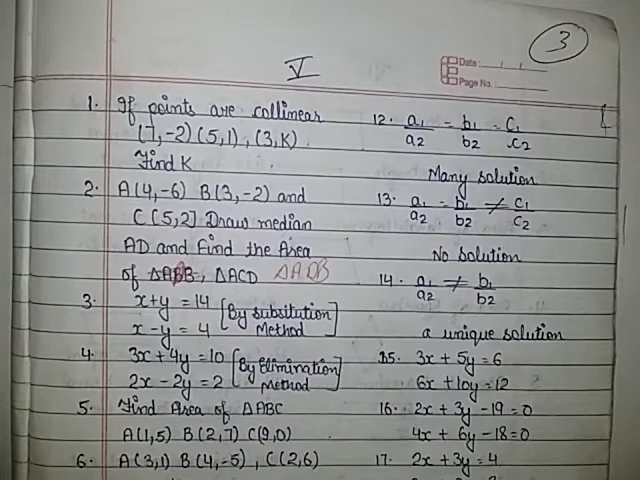 3
V
Date :
Page No. :
1. If points are collinear
(7,-2) (5,1), (3,K)
Find K
2. A(4,-6) B(3,-2) and
C(5,2) Draw median
AD and Find the Area
of ΔABB, ΔACD ΔADB
3. x+y = 14 [By Substitution
x-y = 4 Method]
4. 3x+4y = 10 [By Elimination
2x-2y = 2 Method]
5. Find Area of ΔABC
A(1,5) B(2,7) C(9,0)
6. A(3,1) B(4,-5), C(2,6)
12. a1/a2 = b1/b2 = c1/c2
Many solution
13. a1/a2 = b1/b2 ≠ c1/c2
No solution
14. a1/a2 ≠ b1/b2
a unique solution
15. 3x + 5y = 6
6x + 10y = 12
16. 2x + 3y - 19 = 0
4x + 6y - 18 = 0
17. 2x + 3y = 4